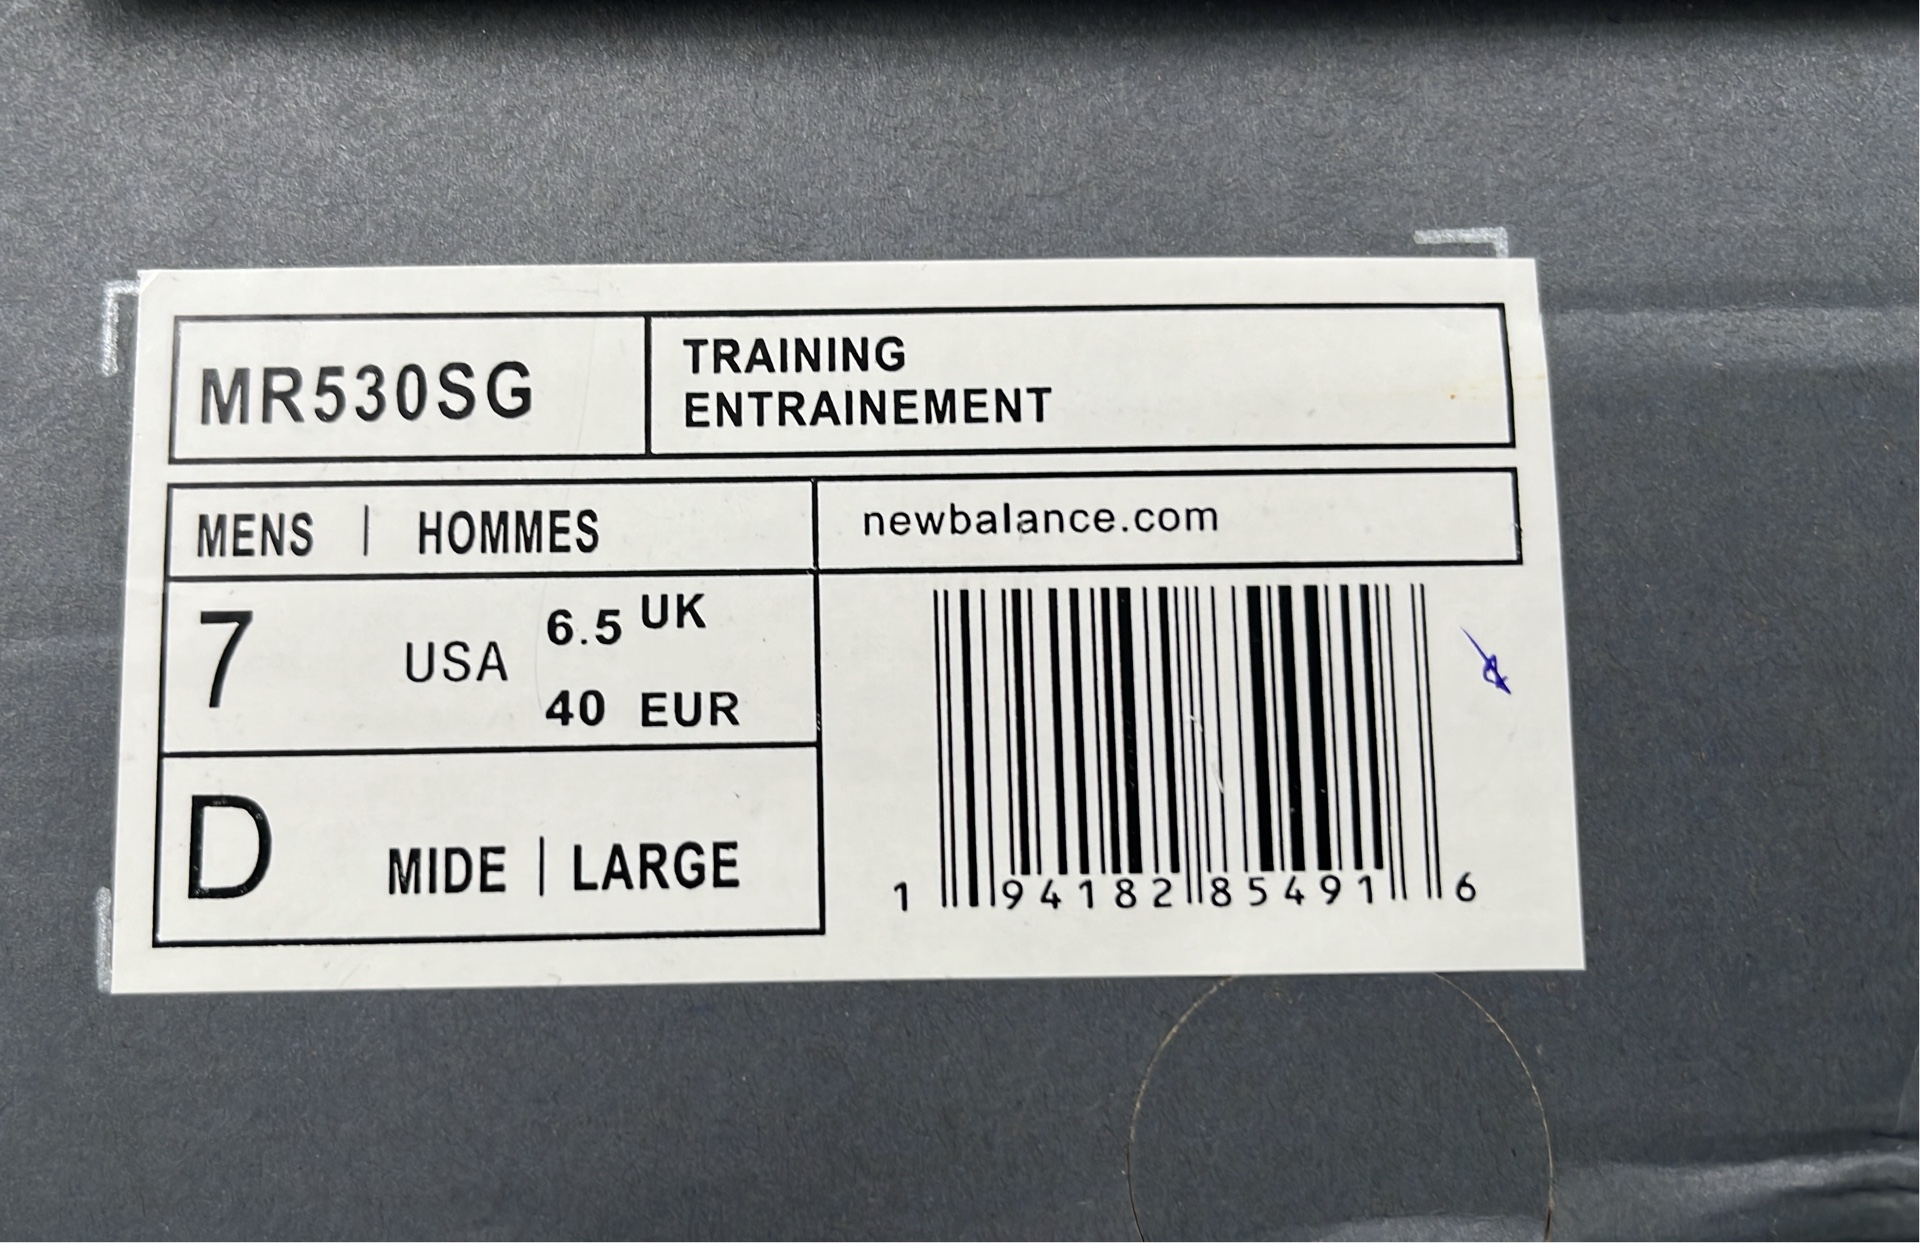 MR530SG
TRAINING
ENTRAINEMENT
MENS | HOMMES
newbalance.com
7 USA 6.5 UK
40 EUR
D MIDE | LARGE
1 94182 85491 6